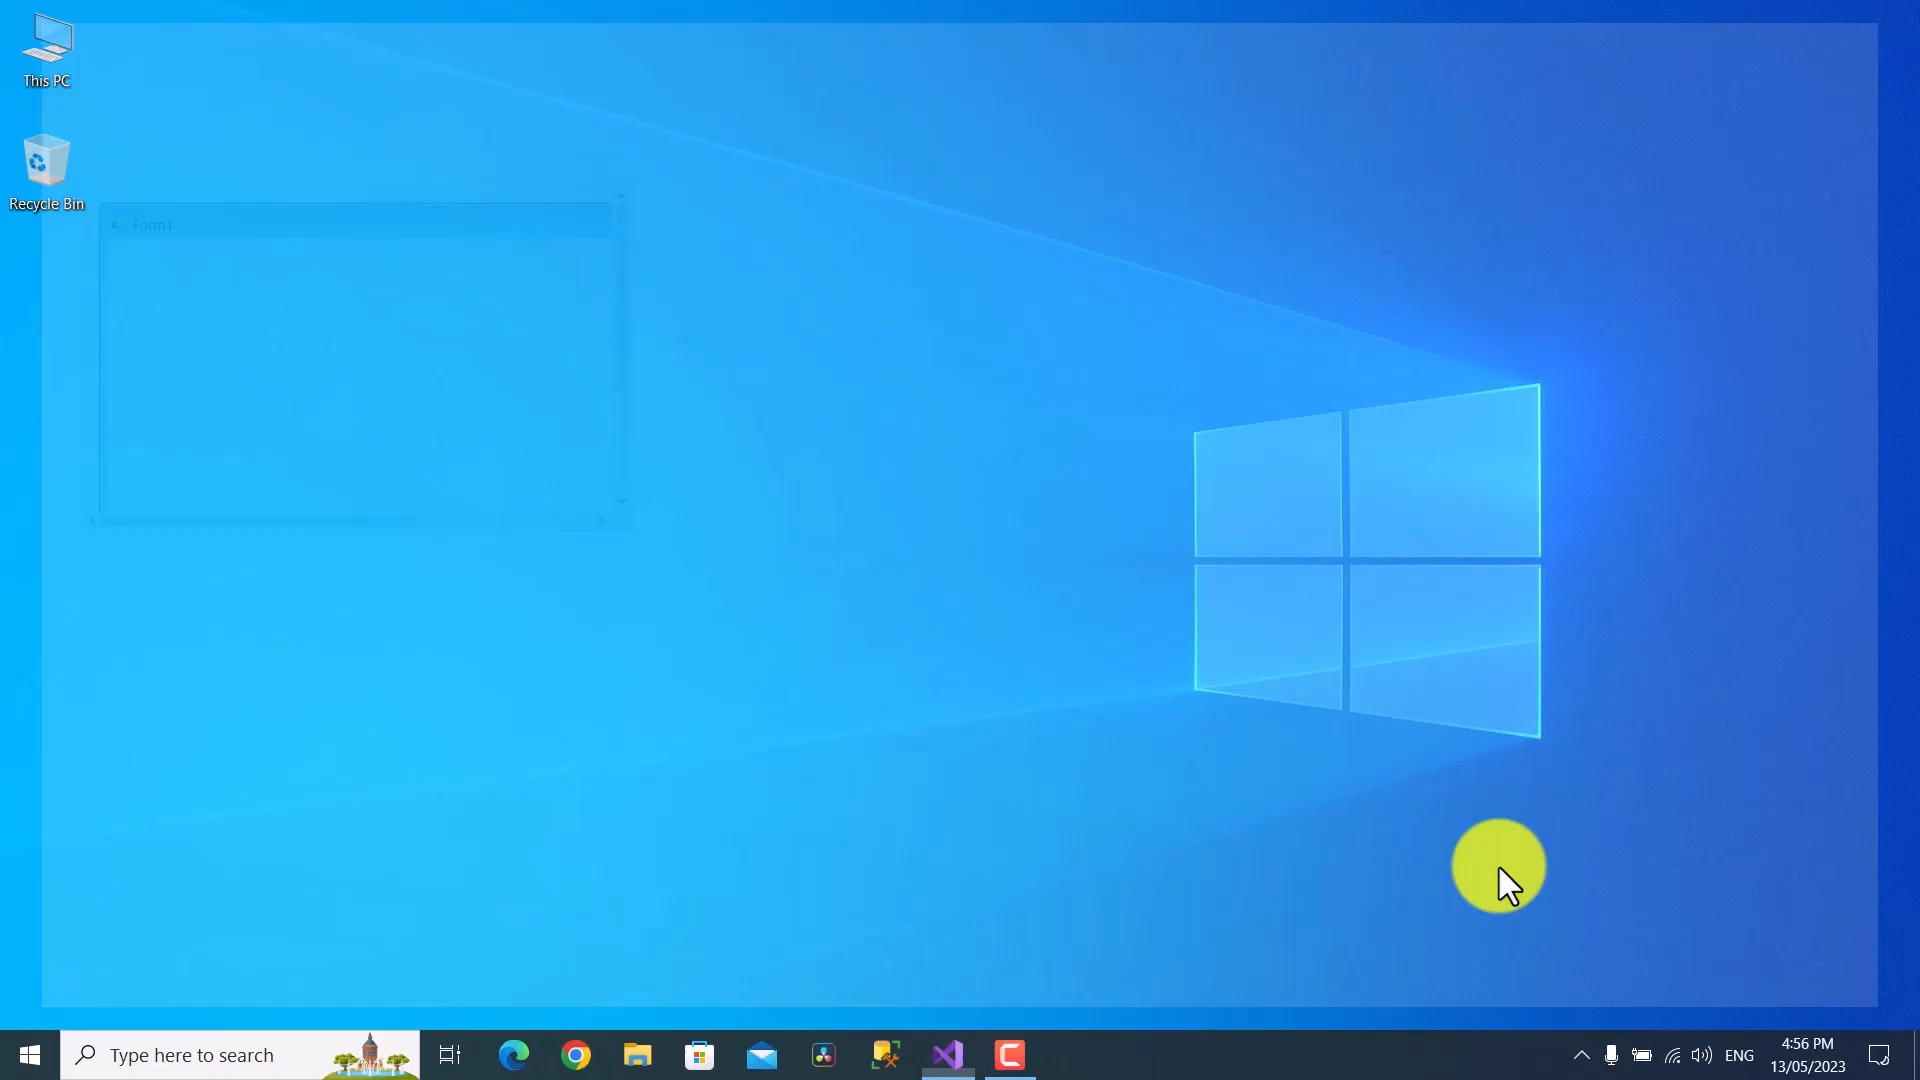 This PC
Recycle Bin
Form1
Type here to search
ENG
4:56 PM
13/05/2023